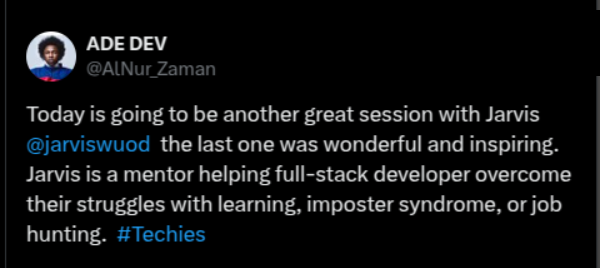 ADE DEV
@AlNur_Zaman
Today is going to be another great session with Jarvis
@jarviswuod the last one was wonderful and inspiring.
Jarvis is a mentor helping full-stack developer overcome
their struggles with learning, imposter syndrome, or job
hunting. #Techies